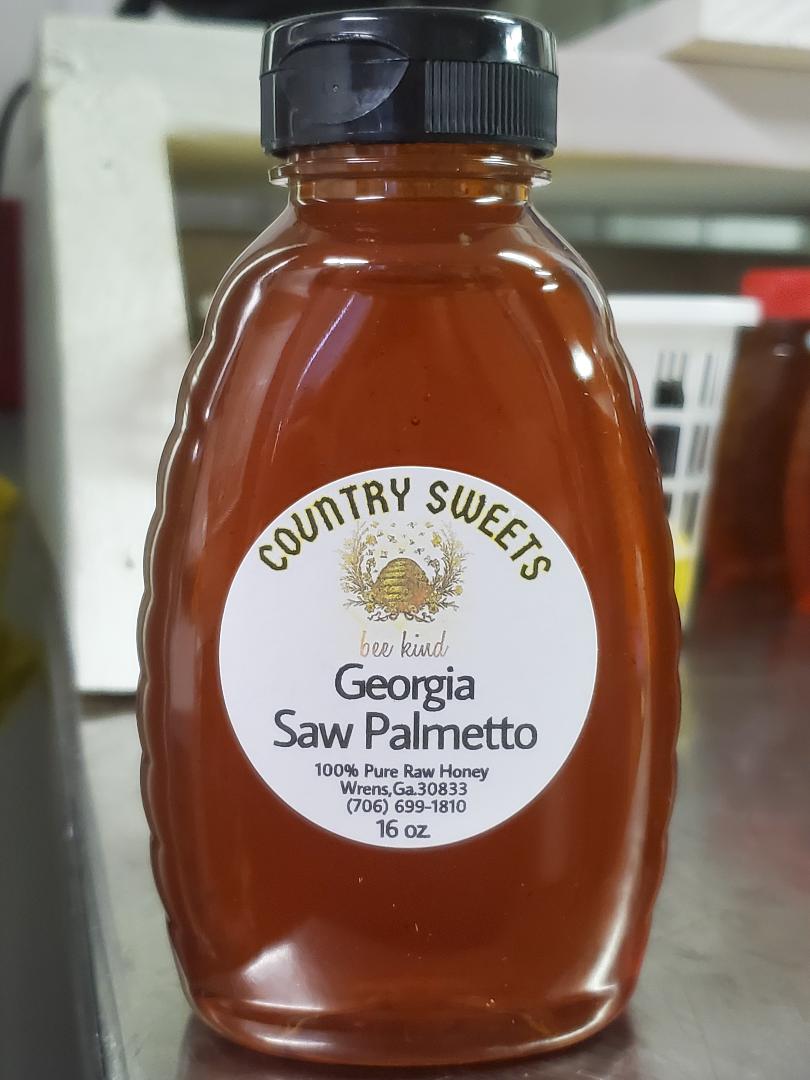 COUNTRY SWEETS
bee kind
Georgia
Saw Palmetto
100% Pure Raw Honey
Wrens,Ga.30833
(706) 699-1810
16 oz.